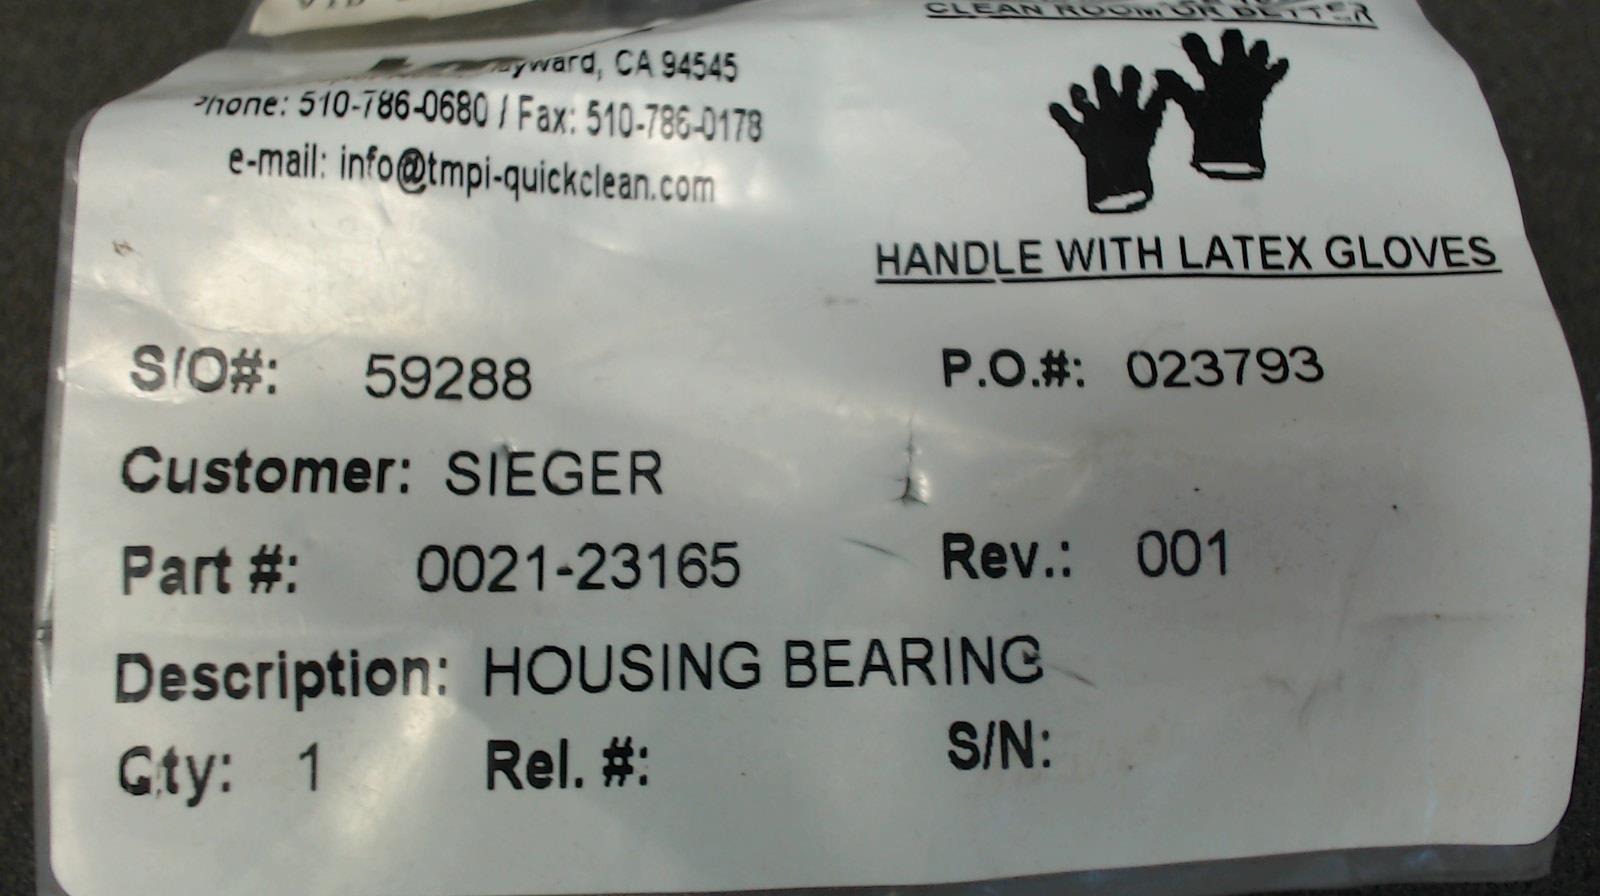 CLEAN ROOM OR BETTER
CA 94545
Phone: 510-786-0680 / Fax: 510-786-0178
e-mail: info@tmpi-quickclean.com
HANDLE WITH LATEX GLOVES
S/O#: 59288 P.O.#: 023793
Customer: SIEGER
Part #: 0021-23165 Rev.: 001
Description: HOUSING BEARING
Qty: 1 Rel. #: S/N: